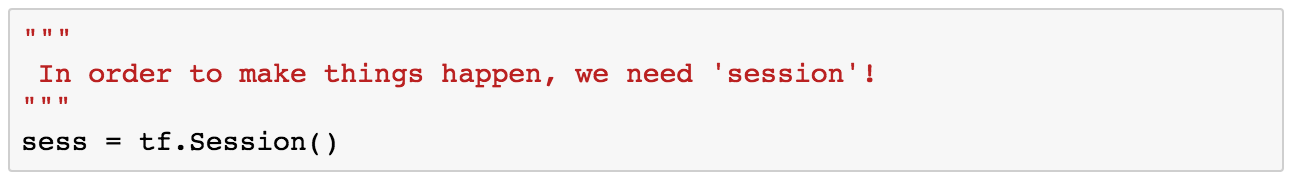 """
In order to make things happen, we need 'session'!
"""
sess = tf.Session()